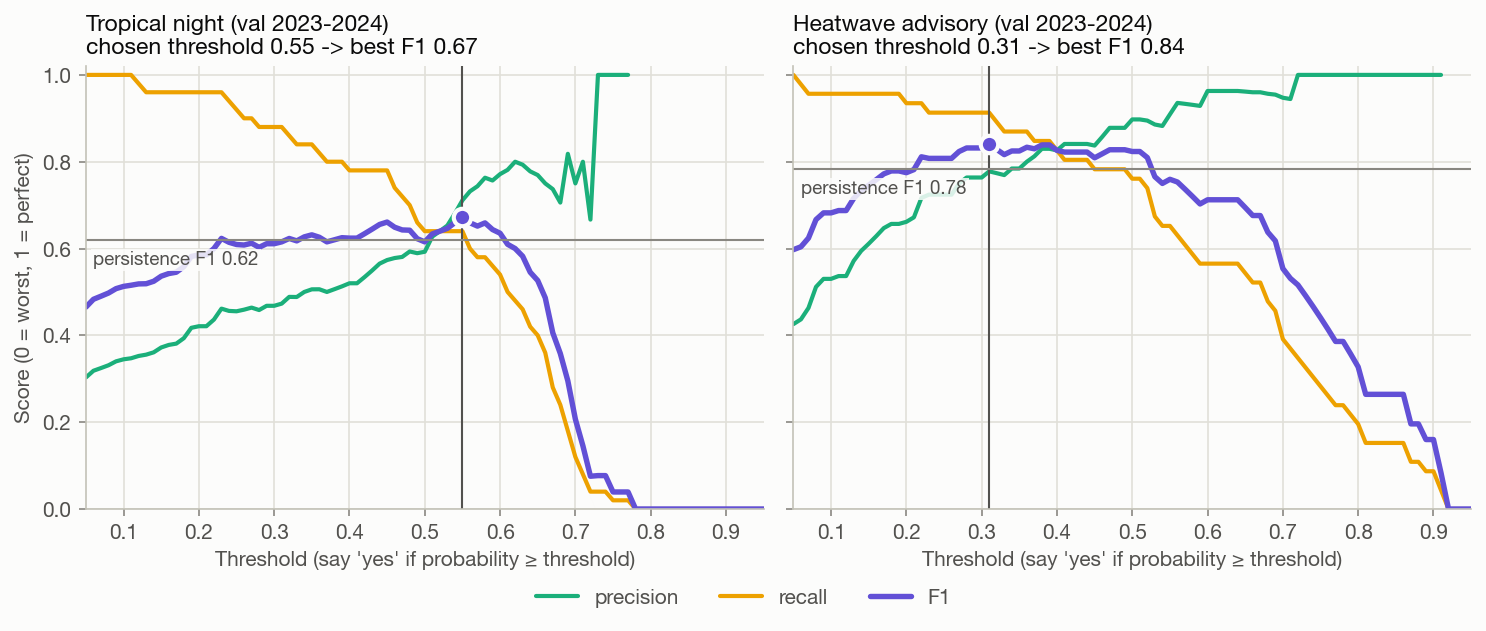 Tropical night (val 2023-2024)
chosen threshold 0.55 -> best F1 0.67
Heatwave advisory (val 2023-2024)
chosen threshold 0.31 -> best F1 0.84
Score (0 = worst, 1 = perfect)
1.0
0.8
0.6
0.4
0.2
0.0
persistence F1 0.62
persistence F1 0.78
0.1 0.2 0.3 0.4 0.5 0.6 0.7 0.8 0.9
0.1 0.2 0.3 0.4 0.5 0.6 0.7 0.8 0.9
Threshold (say 'yes' if probability ≥ threshold)
Threshold (say 'yes' if probability ≥ threshold)
precision recall F1